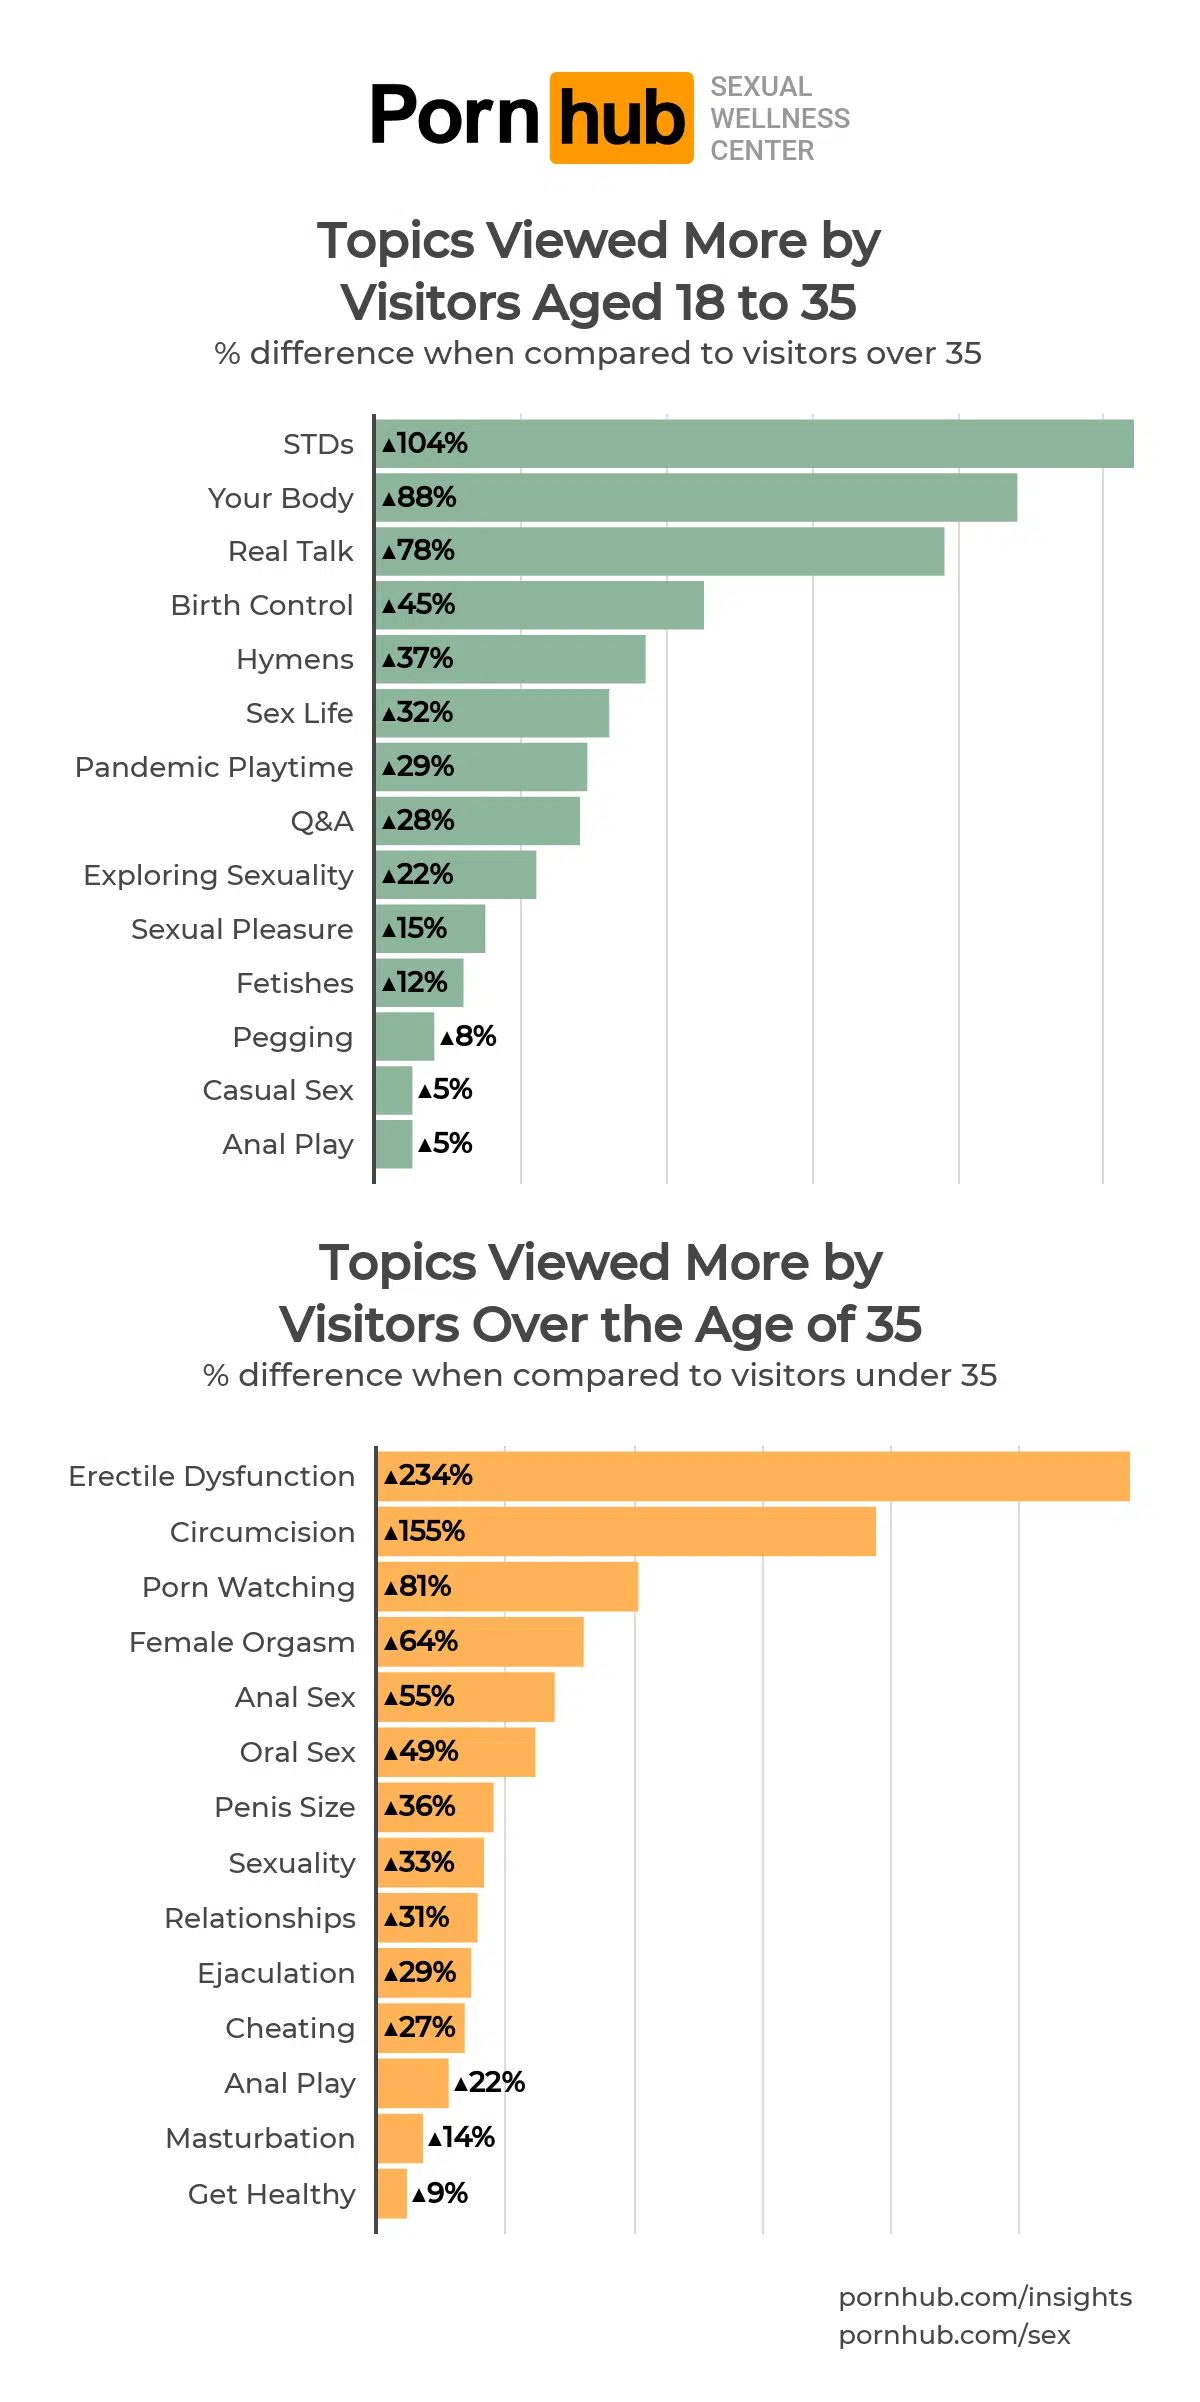 Pornhub SEXUAL
WELLNESS
CENTER
Topics Viewed More by
Visitors Aged 18 to 35
% difference when compared to visitors over 35
STDs ▲104%
Your Body ▲88%
Real Talk ▲78%
Birth Control ▲45%
Hymens ▲37%
Sex Life ▲32%
Pandemic Playtime ▲29%
Q&A ▲28%
Exploring Sexuality ▲22%
Sexual Pleasure ▲15%
Fetishes ▲12%
Pegging ▲8%
Casual Sex ▲5%
Anal Play ▲5%
Topics Viewed More by
Visitors Over the Age of 35
% difference when compared to visitors under 35
Erectile Dysfunction ▲234%
Circumcision ▲155%
Porn Watching ▲81%
Female Orgasm ▲64%
Anal Sex ▲55%
Oral Sex ▲49%
Penis Size ▲36%
Sexuality ▲33%
Relationships ▲31%
Ejaculation ▲29%
Cheating ▲27%
Anal Play ▲22%
Masturbation ▲14%
Get Healthy ▲9%
pornhub.com/insights
pornhub.com/sex